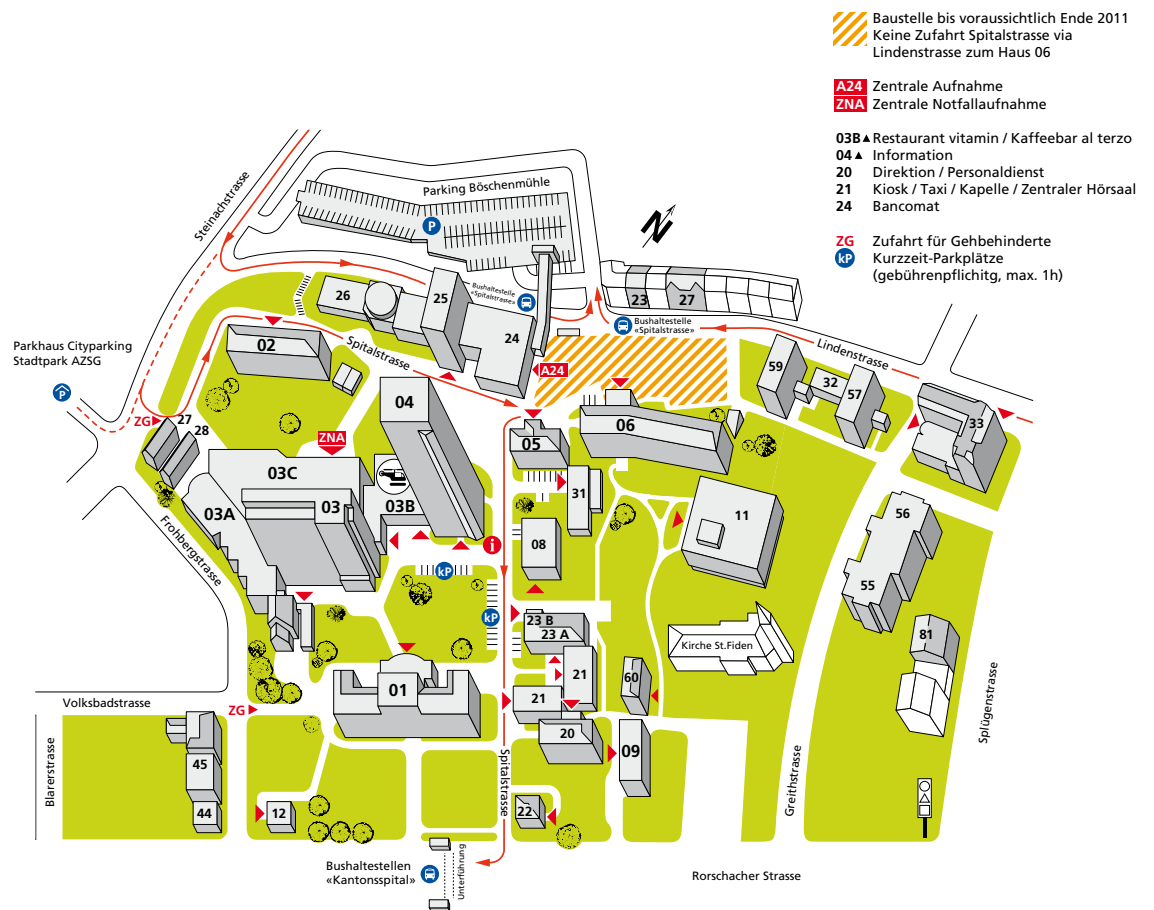 Baustelle bis voraussichtlich Ende 2011
Keine Zufahrt Spitalstrasse via
Lindenstrasse zum Haus 06
A24 Zentrale Aufnahme
ZNA Zentrale Notfallaufnahme
03B Restaurant vitamin / Kaffeebar al terzo
04 Information
20 Direktion / Personaldienst
21 Kiosk / Taxi / Kapelle / Zentraler Hörsaal
24 Bancomat
ZG Zufahrt für Gehbehinderte
kP Kurzzeit-Parkplätze
(gebührenpflichitg, max. 1h)
Steinachstrasse
Parking Böschenmühle
P
N
Bushaltestelle
«Spitalstrasse»
26
25
24
23
27
Bushaltestelle
«Spitalstrasse»
Lindenstrasse
Parkhaus Cityparking
Stadtpark AZSG
P
02
Spitalstrasse
A24
59
32
57
33
04
05
06
ZG
27
28
ZNA
03C
03
03B
03A
31
11
56
Frohbergstrasse
i
kP
08
55
kP
23 B
23 A
Kirche St.Fiden
81
01
21
21
60
Splügenstrasse
Volksbadstrasse
ZG
20
09
Blarerstrasse
45
44
12
Spitalstrasse
22
Greithstrasse
Bushaltestellen
«Kantonsspital»
Unterführung
Rorschacher Strasse